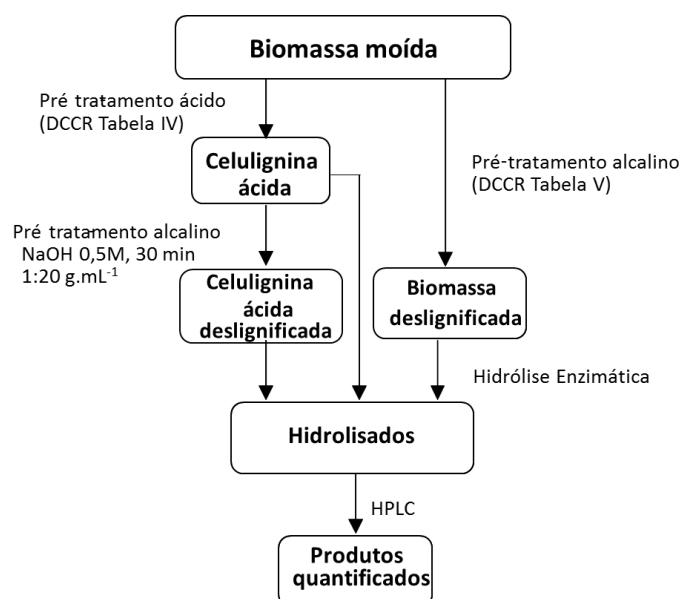 Biomassa moída
Pré tratamento ácido
(DCCR Tabela IV)
Pré-tratamento alcalino
(DCCR Tabela V)
Celulignina
ácida
Pré tratamento alcalino
NaOH 0,5M, 30 min
1:20 g.mL⁻¹
Celulignina
ácida
deslignificada
Biomassa
deslignificada
Hidrólise Enzimática
Hidrolisados
HPLC
Produtos
quantificados